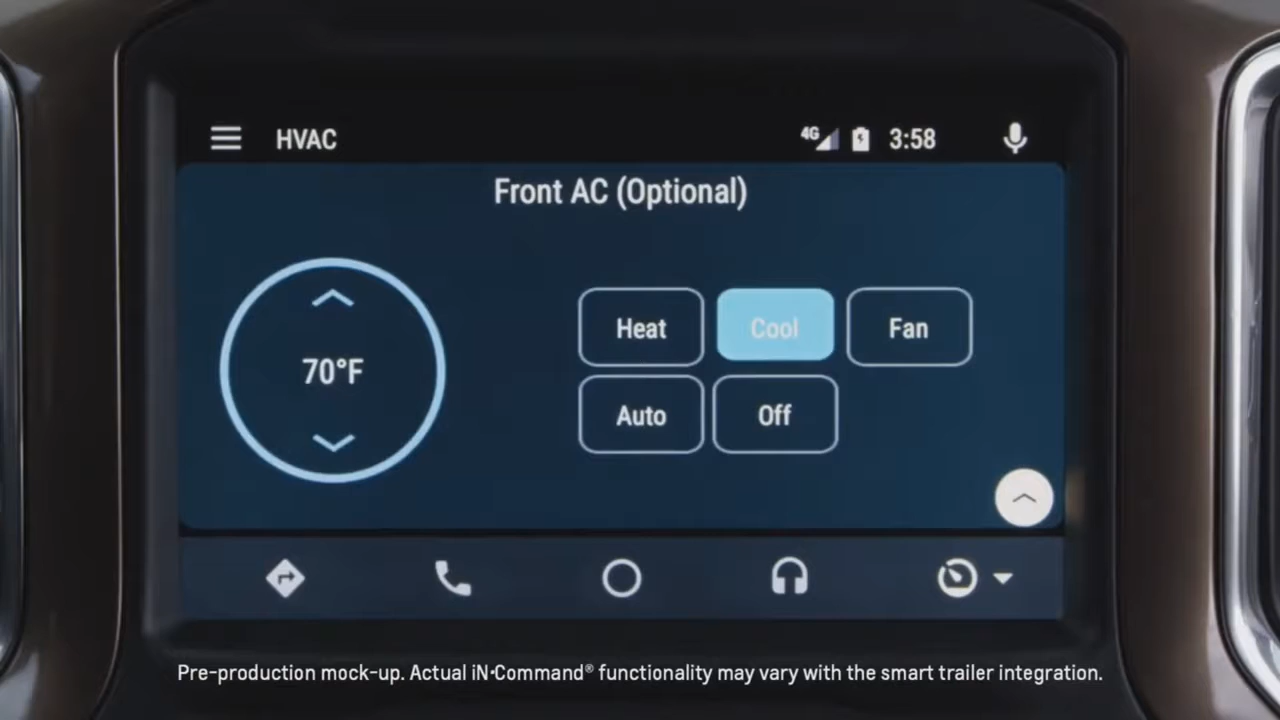 HVAC
4G
3:58
Front AC (Optional)
70°F
Heat
Cool
Fan
Auto
Off
Pre-production mock-up. Actual iN•Command® functionality may vary with the smart trailer integration.